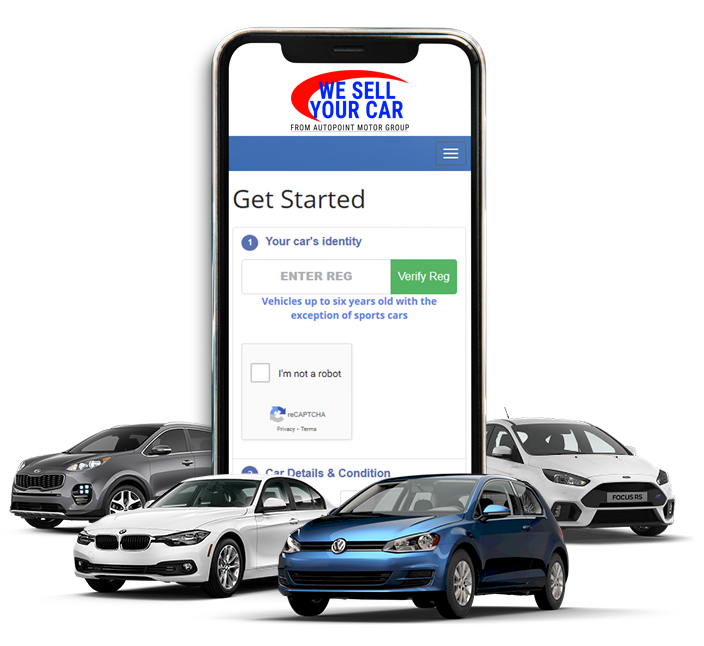 WE SELL
YOUR CAR
FROM AUTOPOINT MOTOR GROUP
Get Started
1 Your car's identity
ENTER REG Verify Reg
Vehicles up to six years old with the
exception of sports cars
I'm not a robot
reCAPTCHA
Privacy - Terms
2 Car Details & Condition
FOCUS RS